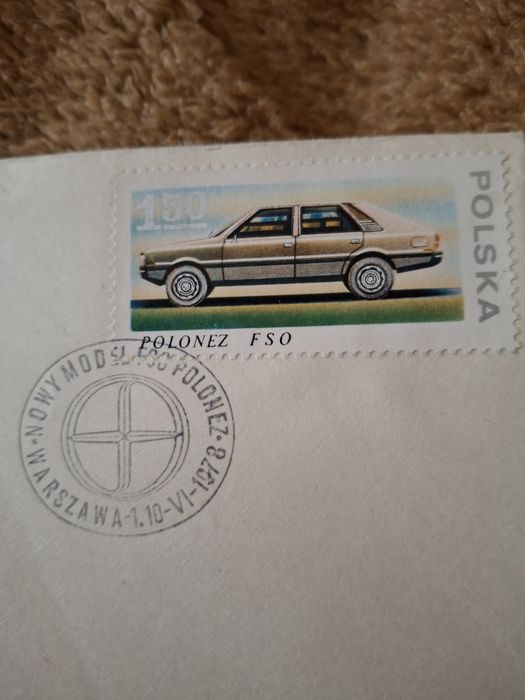 1.50
POLSKA
POLONEZ FSO
NOWY MODEL FSO POLONEZ
WARSZAWA-1.10-VI-1978